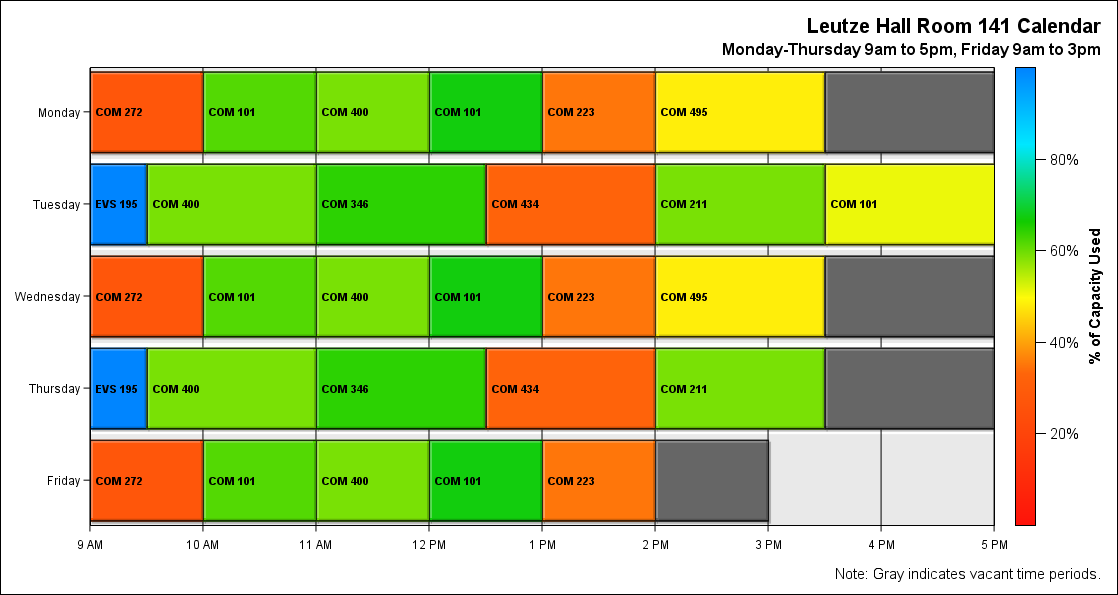 Leutze Hall Room 141 Calendar
Monday-Thursday 9am to 5pm, Friday 9am to 3pm
Monday COM 272 COM 101 COM 400 COM 101 COM 223 COM 495
80%
Tuesday EVS 195 COM 400 COM 346 COM 434 COM 211 COM 101
60%
% of Capacity Used
Wednesday COM 272 COM 101 COM 400 COM 101 COM 223 COM 495
40%
Thursday EVS 195 COM 400 COM 346 COM 434 COM 211
20%
Friday COM 272 COM 101 COM 400 COM 101 COM 223
9 AM 10 AM 11 AM 12 PM 1 PM 2 PM 3 PM 4 PM 5 PM
Note: Gray indicates vacant time periods.